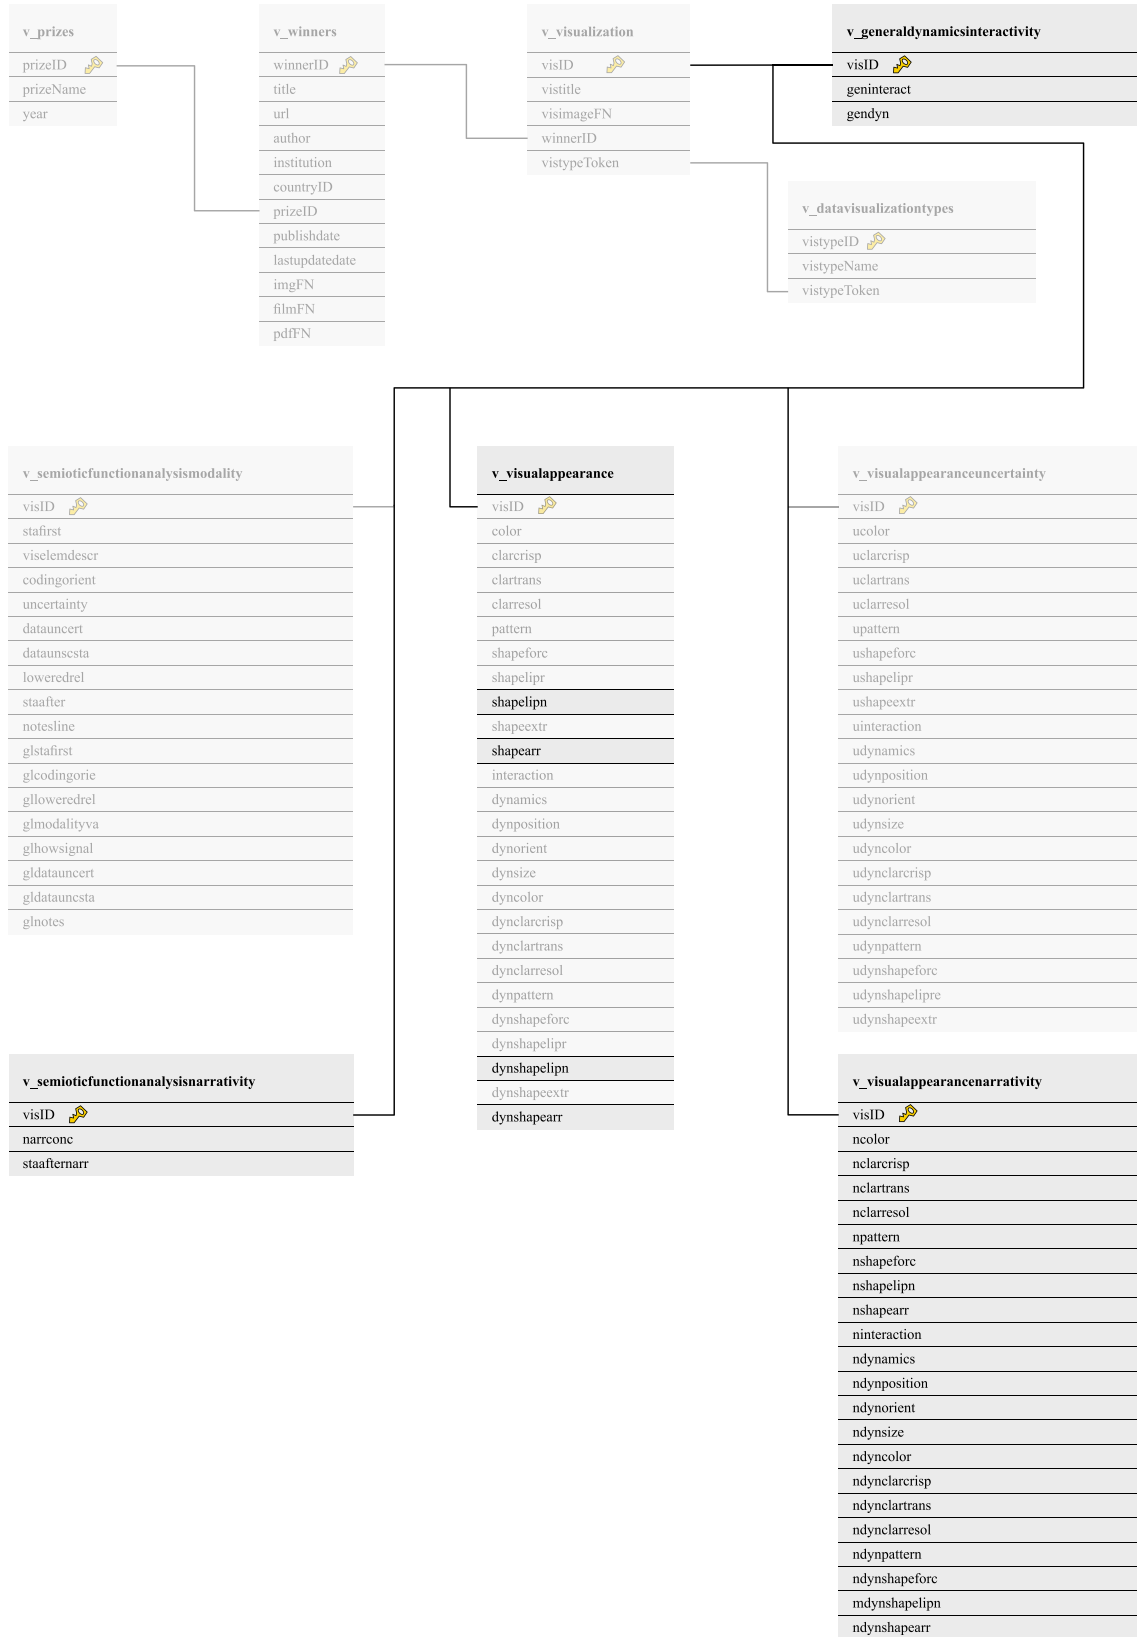 v_prizes
prizeID
prizeName
year
v_winners
winnerID
title
url
author
institution
countryID
prizeID
publishdate
lastupdatedate
imgFN
filmFN
pdfFN
v_visualization
visID
vistitle
visimageFN
winnerID
vistypeToken
v_generaldynamicsinteractivity
visID
geninteract
gendyn
v_datavisualizationtypes
vistypeID
vistypeName
vistypeToken
v_semioticfunctionanalysismodality
visID
stafirst
viselemdescr
codingorient
uncertainty
datauncert
dataunscsta
loweredrel
staafter
notesline
glstafirst
glcodingorie
glloweredrel
glmodalityva
glhowsignal
gldatauncert
gldatauncsta
glnotes
v_visualappearance
visID
color
clarcrisp
clartrans
clarresol
pattern
shapeforc
shapelipr
shapelipn
shapeextr
shapearr
interaction
dynamics
dynposition
dynorient
dynsize
dyncolor
dynclarcrisp
dynclartrans
dynclarresol
dynpattern
dynshapeforc
dynshapelipr
dynshapelipn
dynshapeextr
dynshapearr
v_visualappearanceuncertainty
visID
ucolor
uclarcrisp
uclartrans
uclarresol
upattern
ushapeforc
ushapelipr
ushapeextr
uinteraction
udynamics
udynposition
udynorient
udynsize
udyncolor
udynclarcrisp
udynclartrans
udynclarresol
udynpattern
udynshapeforc
udynshapelipre
udynshapeextr
v_semioticfunctionanalysisnarrativity
visID
narrconc
staafternarr
v_visualappearancenarrativity
visID
ncolor
nclarcrisp
nclartrans
nclarresol
npattern
nshapeforc
nshapelipn
nshapearr
ninteraction
ndynamics
ndynposition
ndynorient
ndynsize
ndyncolor
ndynclarcrisp
ndynclartrans
ndynclarresol
ndynpattern
ndynshapeforc
mdynshapelipn
ndynshapearr